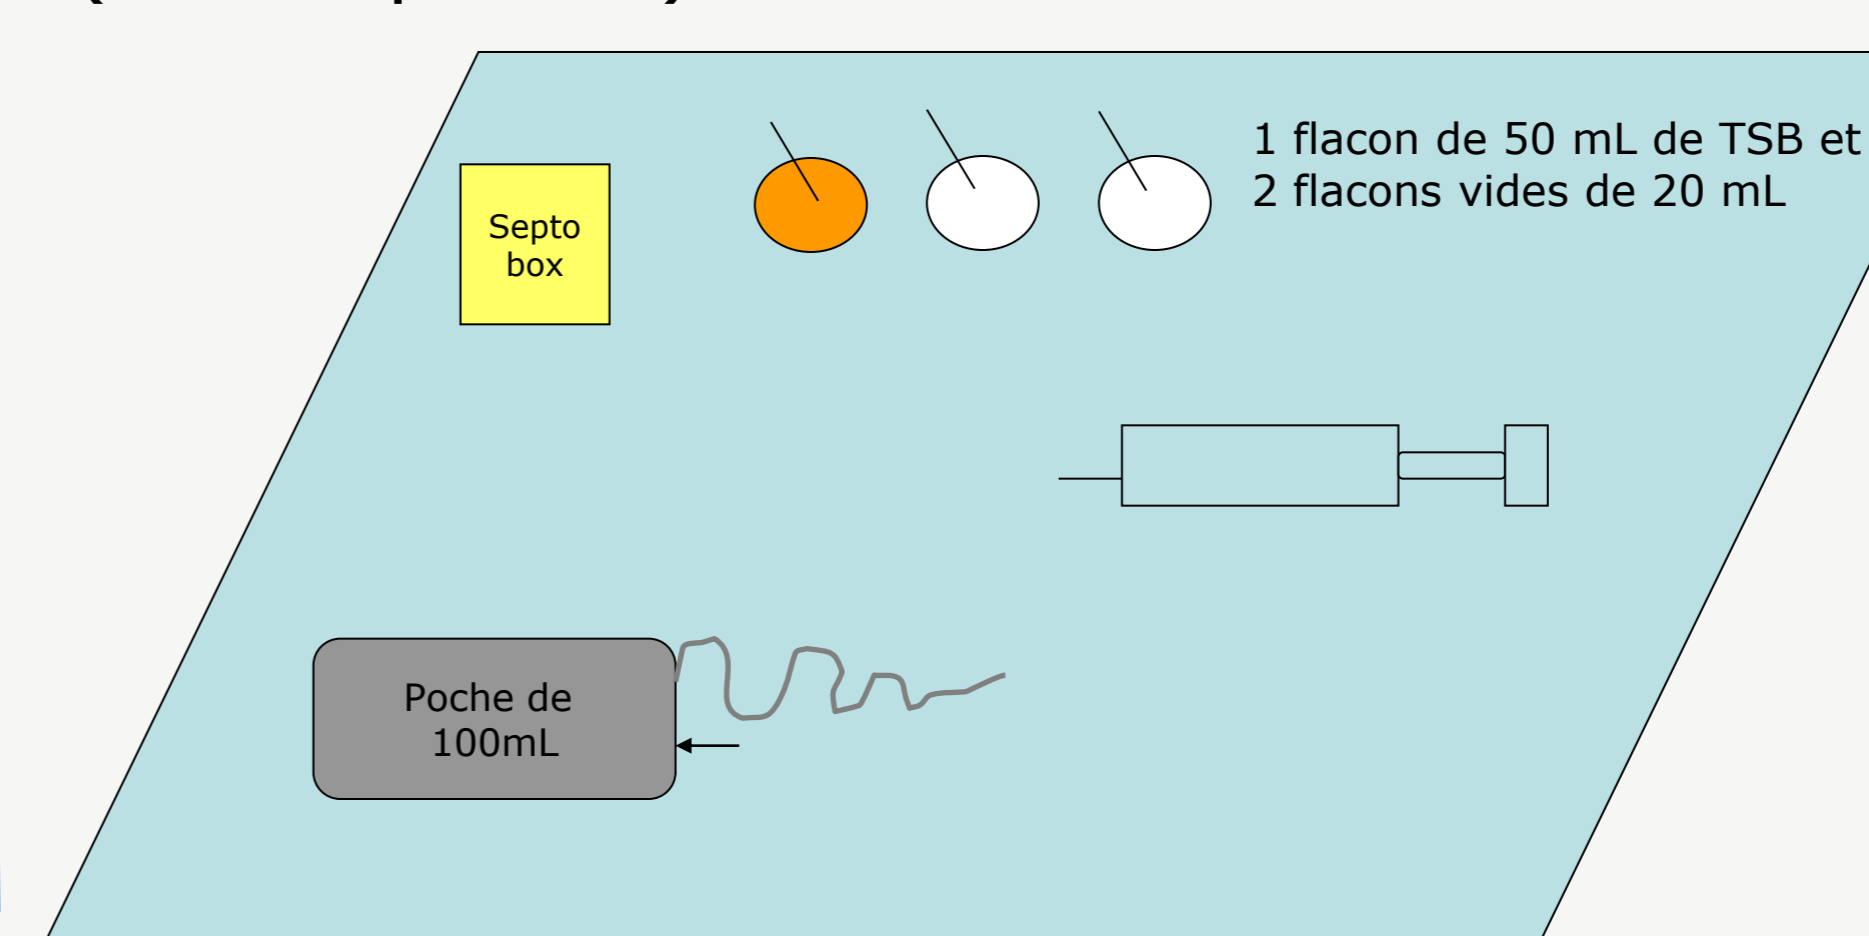 1 flacon de 50 mL de TSB et
2 flacons vides de 20 mL
Septo
box
Poche de
100mL